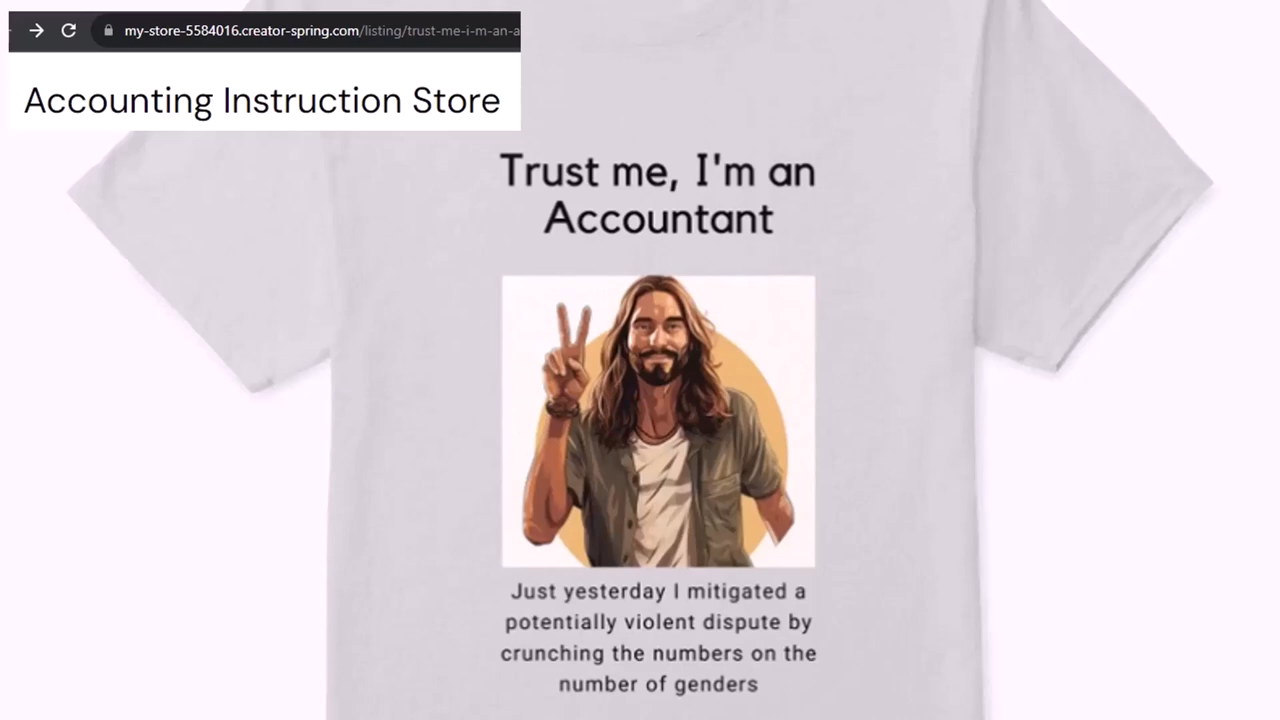 my-store-5584016.creator-spring.com/listing/trust-me-i-m-an-a
Accounting Instruction Store
Trust me, I'm an
Accountant
Just yesterday I mitigated a
potentially violent dispute by
crunching the numbers on the
number of genders